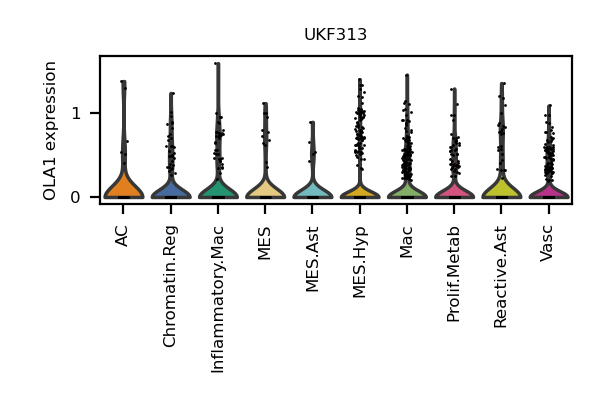 UKF313
OLA1 expression
1
0
AC
Chromatin.Reg
Inflammatory.Mac
MES
MES.Ast
MES.Hyp
Mac
Prolif.Metab
Reactive.Ast
Vasc